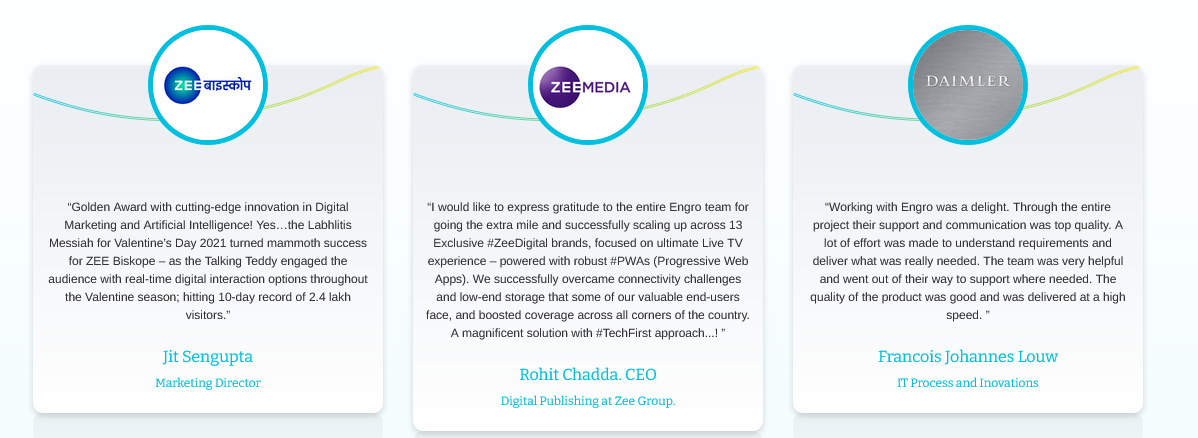 ZEE बाइस्कोप
“Golden Award with cutting-edge innovation in Digital
Marketing and Artificial Intelligence! Yes…the Labhlitis
Messiah for Valentine’s Day 2021 turned mammoth success
for ZEE Biskope – as the Talking Teddy engaged the
audience with real-time digital interaction options throughout
the Valentine season; hitting 10-day record of 2.4 lakh
visitors.”
Jit Sengupta
Marketing Director
ZEEMEDIA
“I would like to express gratitude to the entire Engro team for
going the extra mile and successfully scaling up across 13
Exclusive #ZeeDigital brands, focused on ultimate Live TV
experience – powered with robust #PWAs (Progressive Web
Apps). We successfully overcame connectivity challenges
and low-end storage that some of our valuable end-users
face, and boosted coverage across all corners of the country.
A magnificent solution with #TechFirst approach...! ”
Rohit Chadda. CEO
Digital Publishing at Zee Group.
DAIMLER
“Working with Engro was a delight. Through the entire
project their support and communication was top quality. A
lot of effort was made to understand requirements and
deliver what was really needed. The team was very helpful
and went out of their way to support where needed. The
quality of the product was good and was delivered at a high
speed. ”
Francois Johannes Louw
IT Process and Inovations